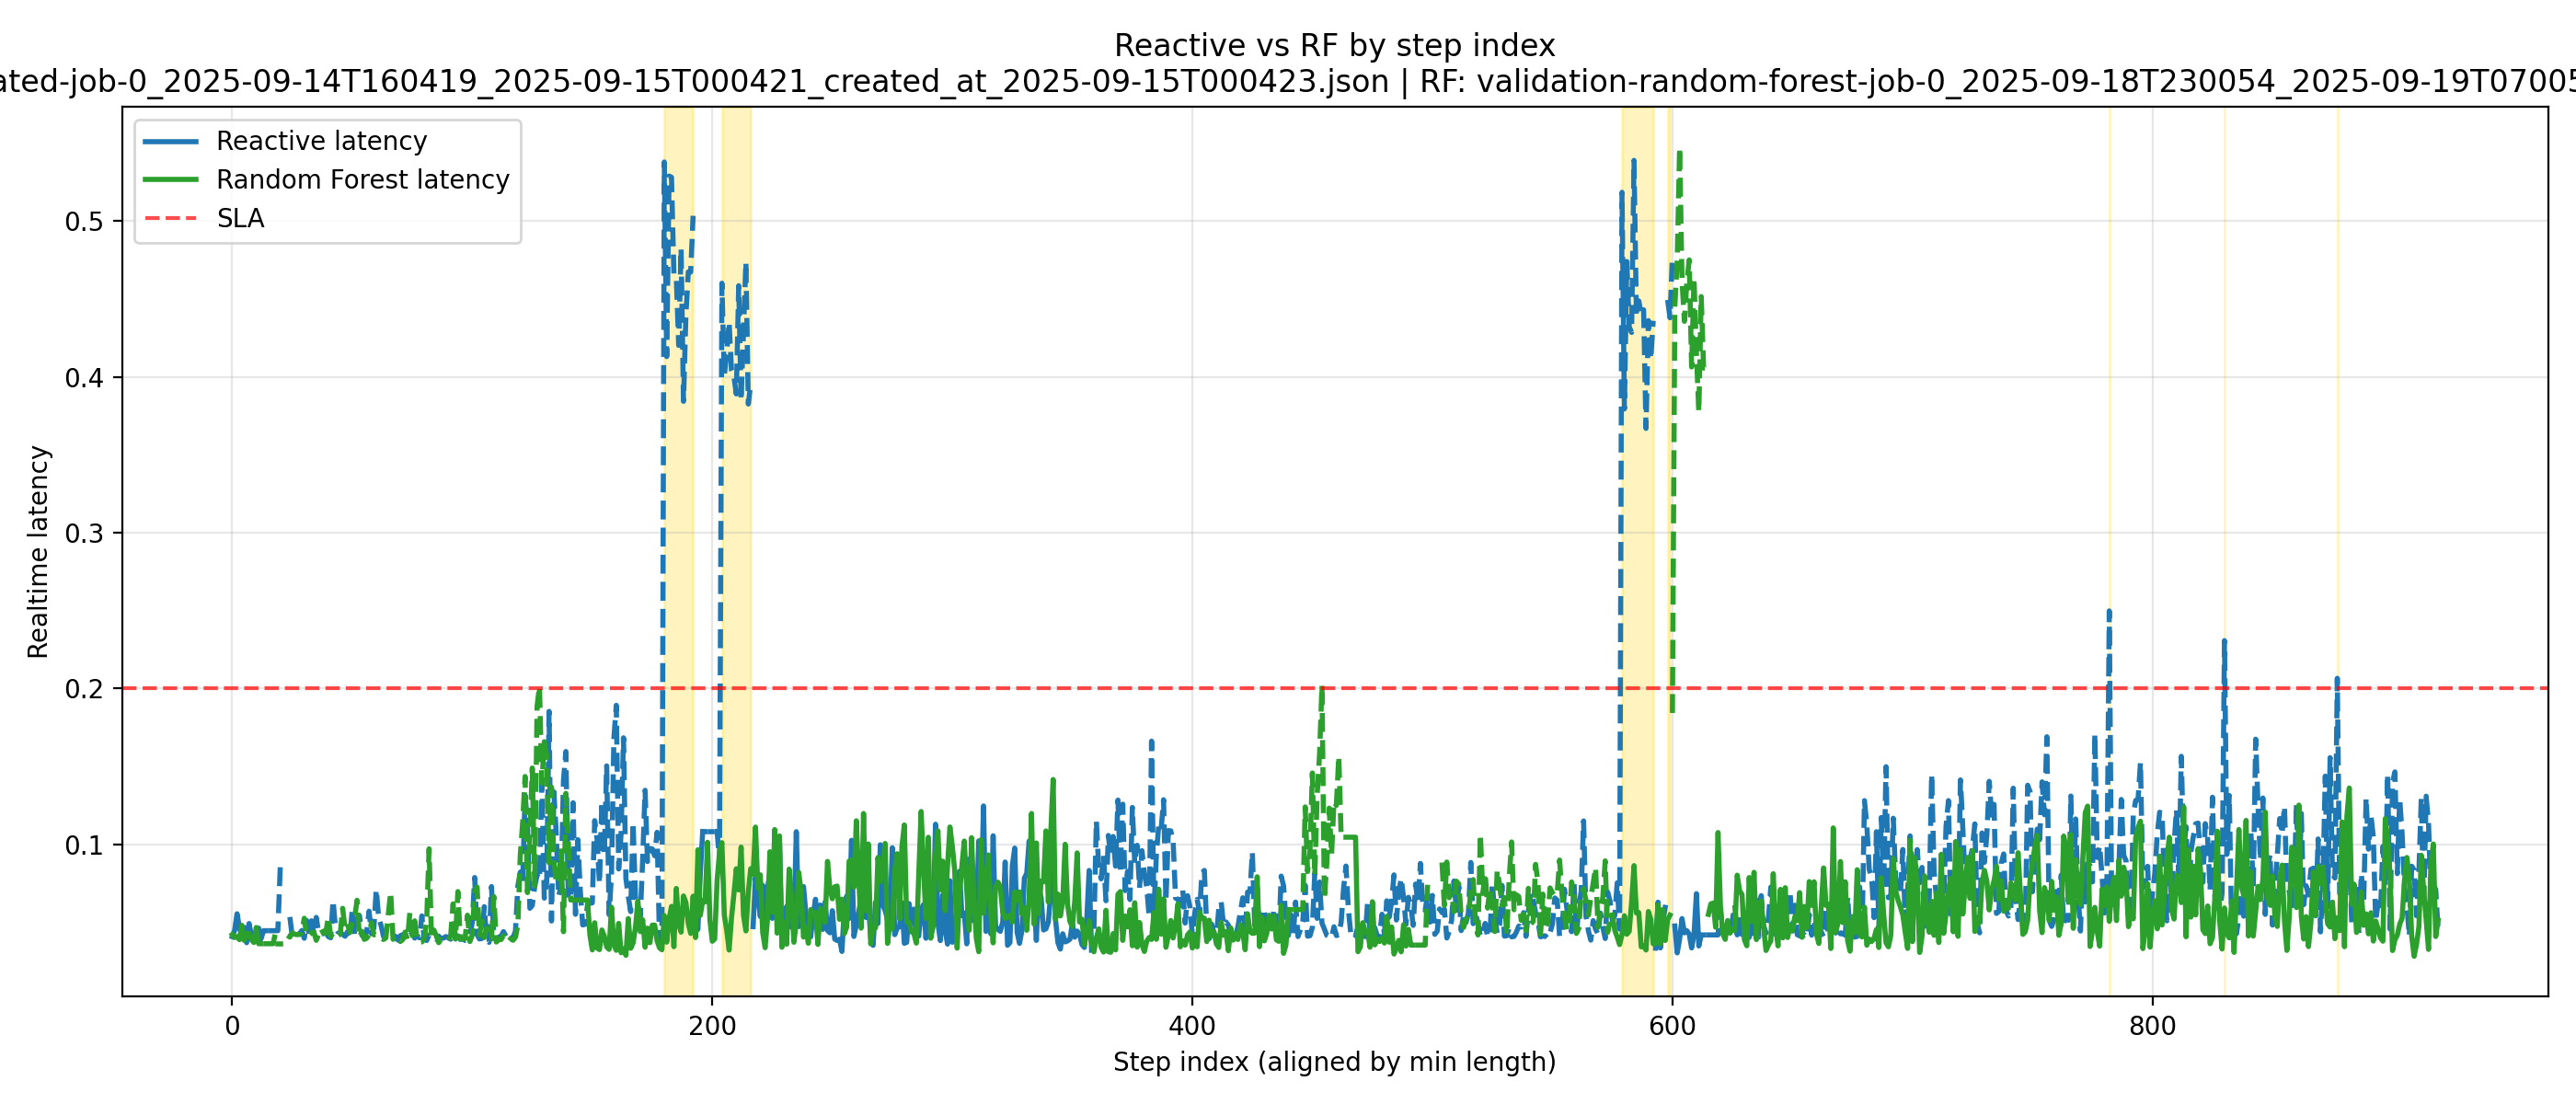 Reactive vs RF by step index
ated-job-0_2025-09-14T160419_2025-09-15T000421_created_at_2025-09-15T000423.json | RF: validation-random-forest-job-0_2025-09-18T230054_2025-09-19T07005
Reactive latency
Random Forest latency
SLA
Realtime latency
0.5
0.4
0.3
0.2
0.1
0 200 400 600 800
Step index (aligned by min length)